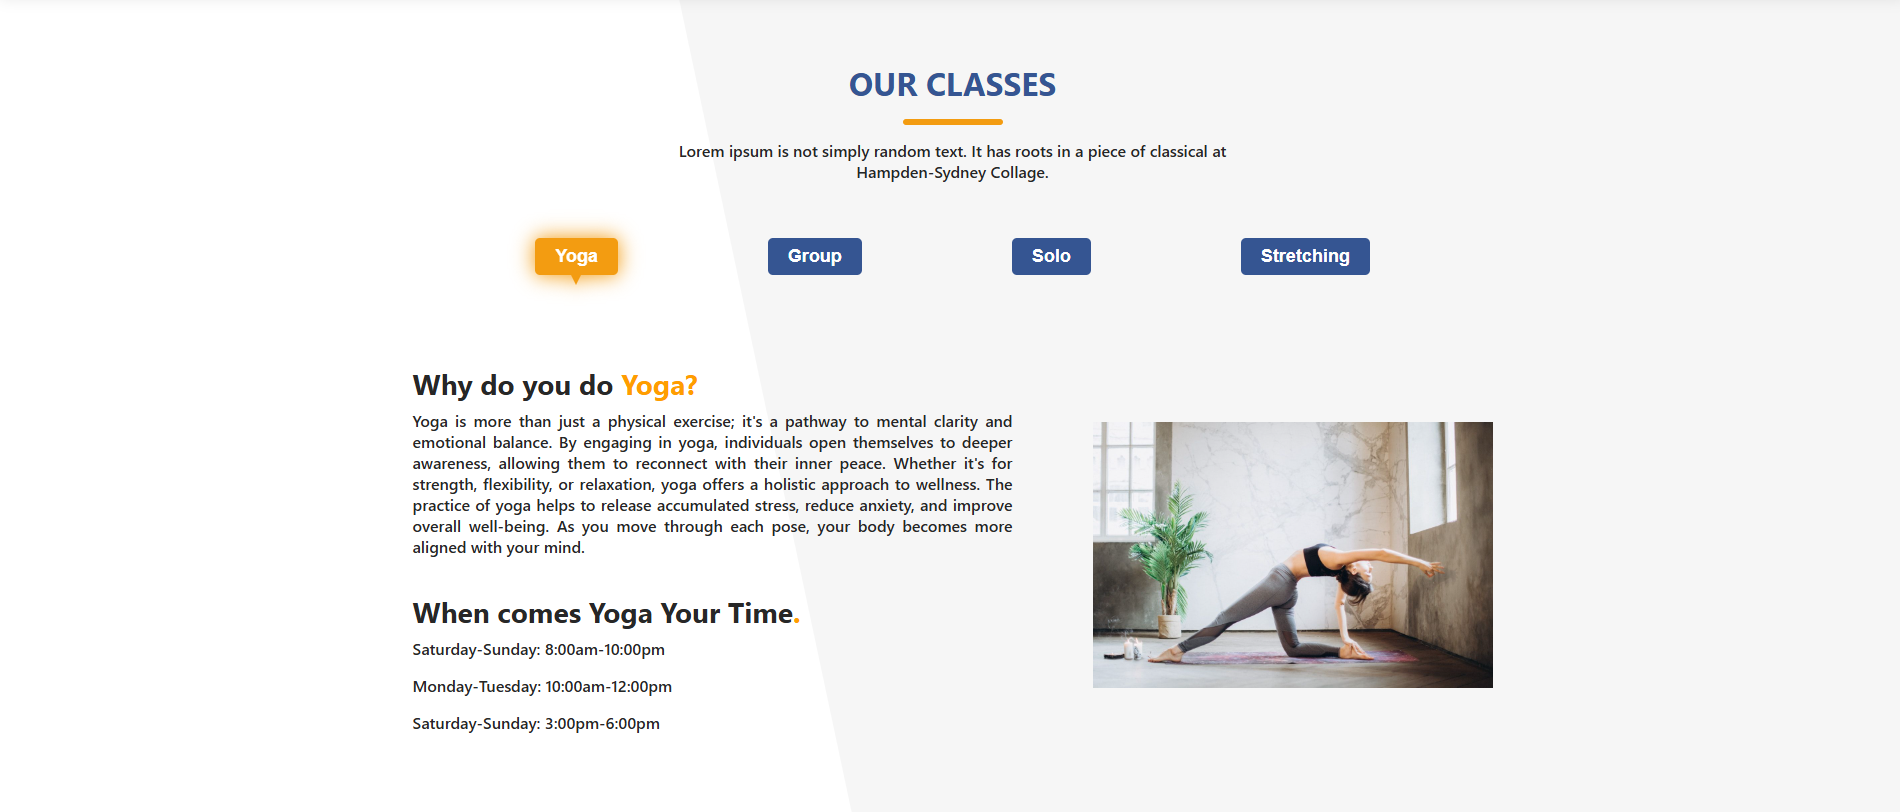 OUR CLASSES
Lorem ipsum is not simply random text. It has roots in a piece of classical at
Hampden-Sydney Collage.
Yoga
Group
Solo
Stretching
Why do you do Yoga?
Yoga is more than just a physical exercise; it's a pathway to mental clarity and
emotional balance. By engaging in yoga, individuals open themselves to deeper
awareness, allowing them to reconnect with their inner peace. Whether it's for
strength, flexibility, or relaxation, yoga offers a holistic approach to wellness. The
practice of yoga helps to release accumulated stress, reduce anxiety, and improve
overall well-being. As you move through each pose, your body becomes more
aligned with your mind.
When comes Yoga Your Time.
Saturday-Sunday: 8:00am-10:00pm
Monday-Tuesday: 10:00am-12:00pm
Saturday-Sunday: 3:00pm-6:00pm